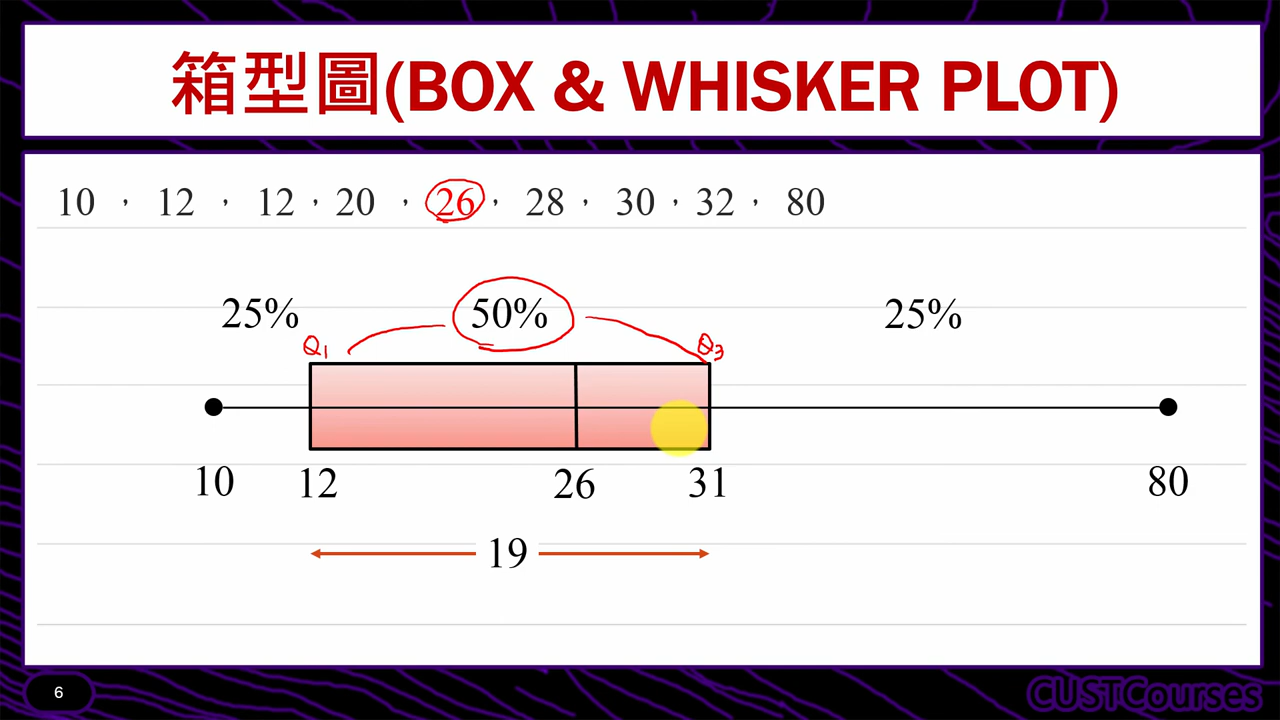 箱型圖(BOX & WHISKER PLOT)
10 , 12 , 12 , 20 , 26 , 28 , 30 , 32 , 80
25% 50% 25%
Q1 Q3
10 12 26 31 80
19
6 CUSTCourses